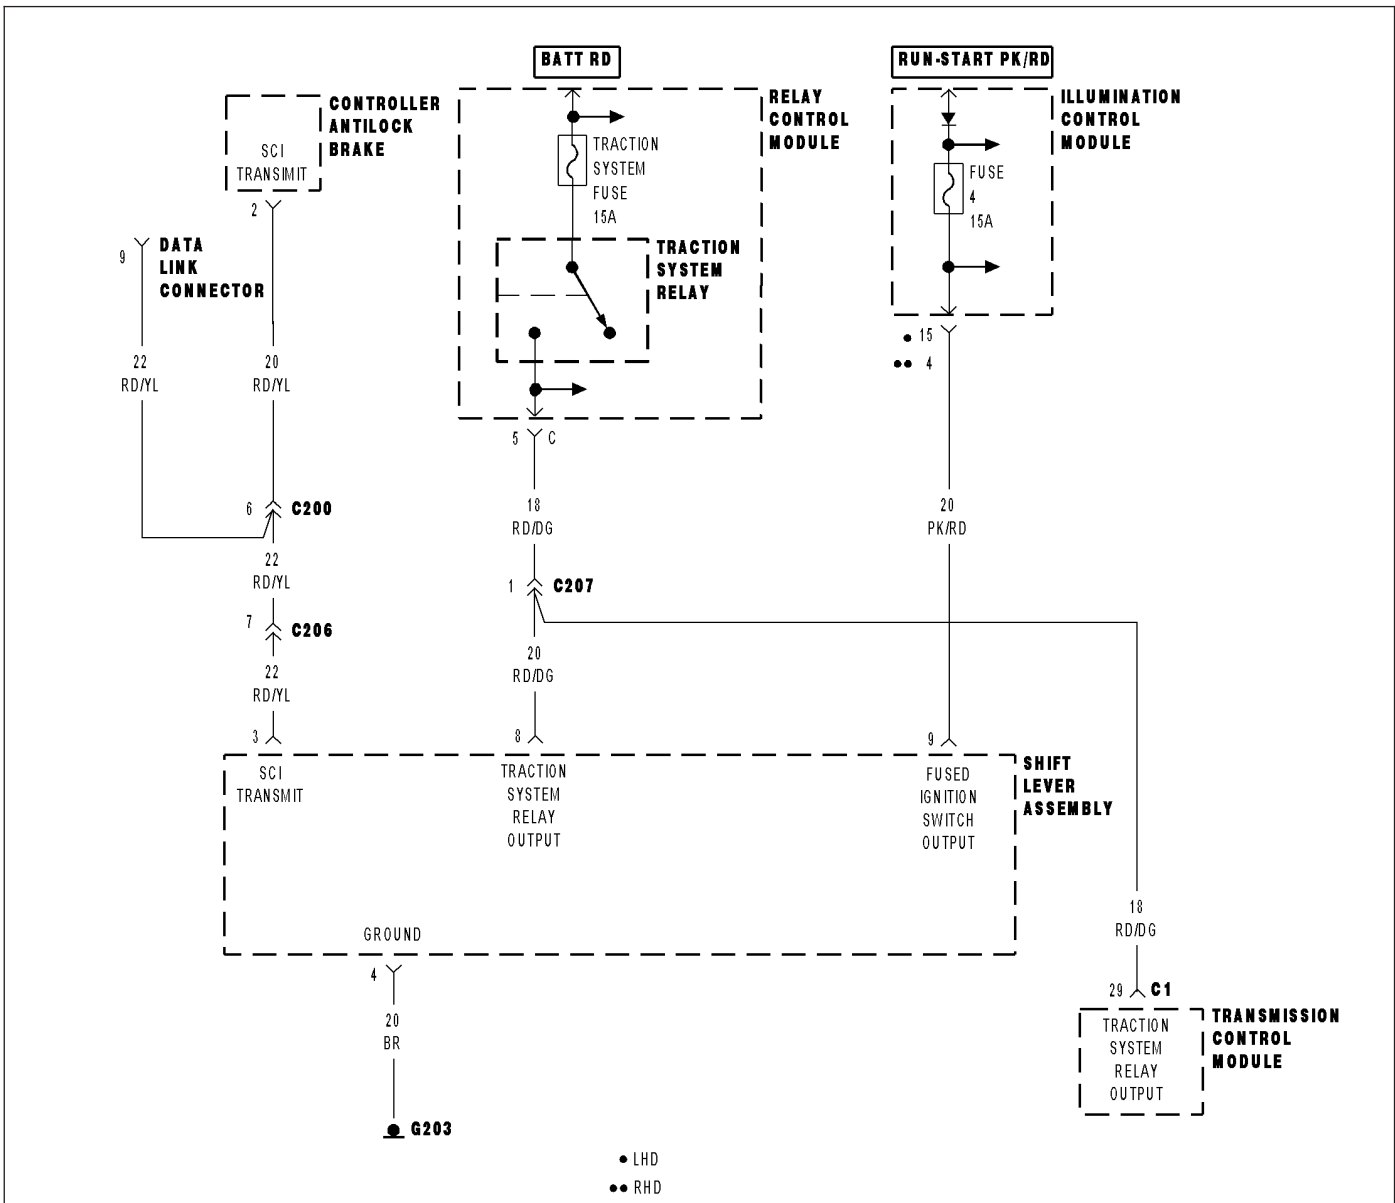 BATT RD
RUN-START PK/RD
CONTROLLER
ANTILOCK
BRAKE
SCI
TRANSIMIT
2
RELAY
CONTROL
MODULE
TRACTION
SYSTEM
FUSE
15A
TRACTION
SYSTEM
RELAY
ILLUMINATION
CONTROL
MODULE
FUSE
4
15A
9
DATA
LINK
CONNECTOR
• 15
•• 4
22
RD/YL
20
RD/YL
5 C
18
RD/DG
20
PK/RD
6 C200
22
RD/YL
1 C207
7 C206
22
RD/YL
20
RD/DG
3
8
9
SCI
TRANSMIT
TRACTION
SYSTEM
RELAY
OUTPUT
FUSED
IGNITION
SWITCH
OUTPUT
SHIFT
LEVER
ASSEMBLY
GROUND
4
20
BR
G203
18
RD/DG
29 C1
TRACTION
SYSTEM
RELAY
OUTPUT
TRANSMISSION
CONTROL
MODULE
• LHD
•• RHD